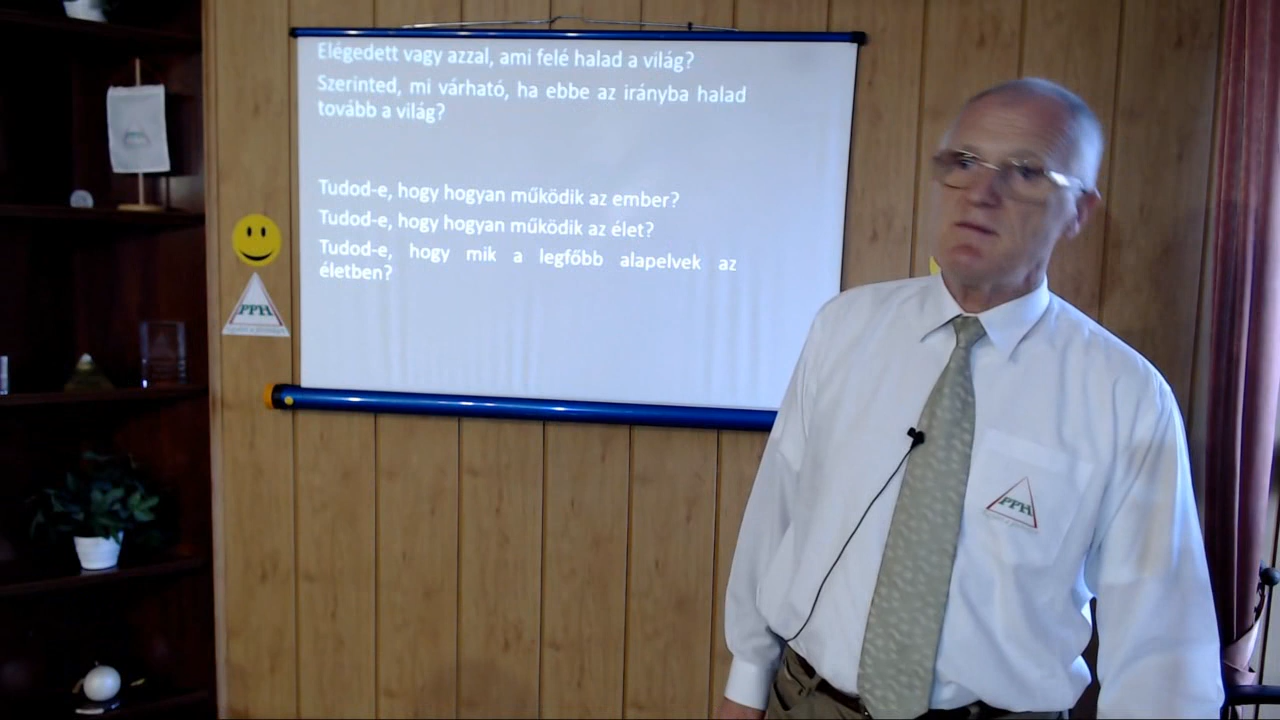 Elégedett vagy azzal, ami felé halad a világ?
Szerinted, mi várható, ha ebbe az irányba halad
tovább a világ?
Tudod-e, hogy hogyan működik az ember?
Tudod-e, hogy hogyan működik az élet?
Tudod-e, hogy mik a legfőbb alapelvek az
életben?
PPH
PPH